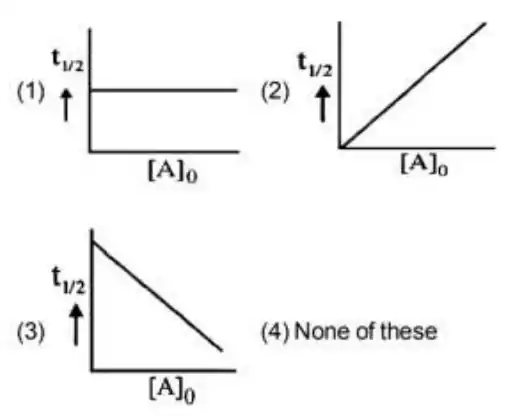 t1/2
(1)
[A]0
t1/2
(2)
[A]0
t1/2
(3)
[A]0
(4) None of these